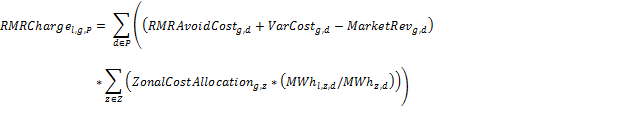 RMRCharge_{l,g,P} = ∑_{d∈P} ((RMRAvoidCost_{g,d} + VarCost_{g,d} − MarketRev_{g,d})
* ∑_{z∈Z} (ZonalCostAllocation_{g,z} * (MWh_{l,z,d}/MWh_{z,d})))